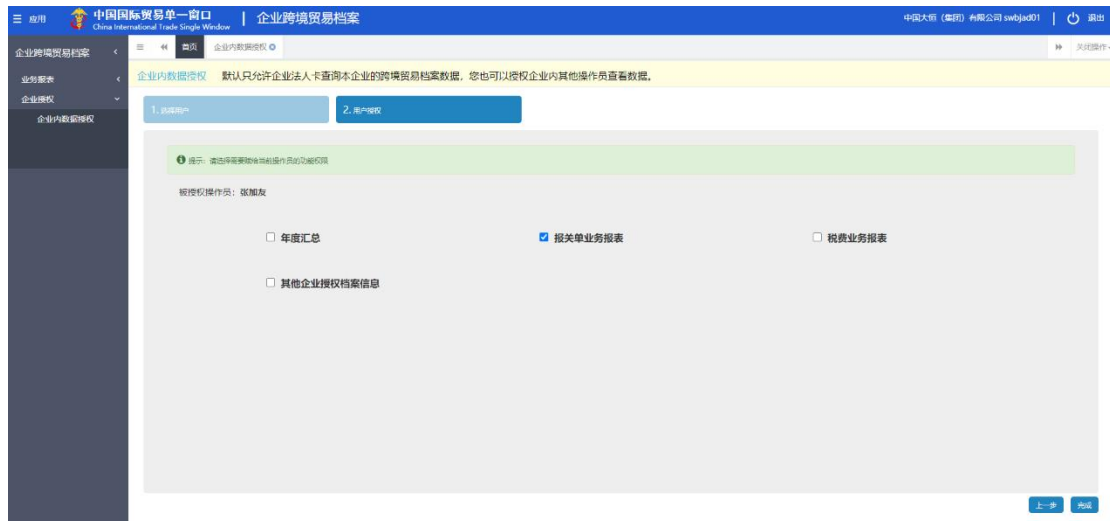 应用
中国国际贸易单一窗口
China International Trade Single Window
企业跨境贸易档案
中国大恒（集团）有限公司 swbjad01
退出
企业跨境贸易档案
首页
企业内数据授权
关闭操作
业务报表
企业授权
企业内数据授权
企业内数据授权 默认只允许企业法人卡查询本企业的跨境贸易档案数据，您也可以授权企业内其他操作员查看数据。
1. 选择用户
2. 用户授权
提示：请选择需要赋给当前操作员的功能权限
被授权操作员：张加友
年度汇总
报关单业务报表
税费业务报表
其他企业授权档案信息
上一步
完成